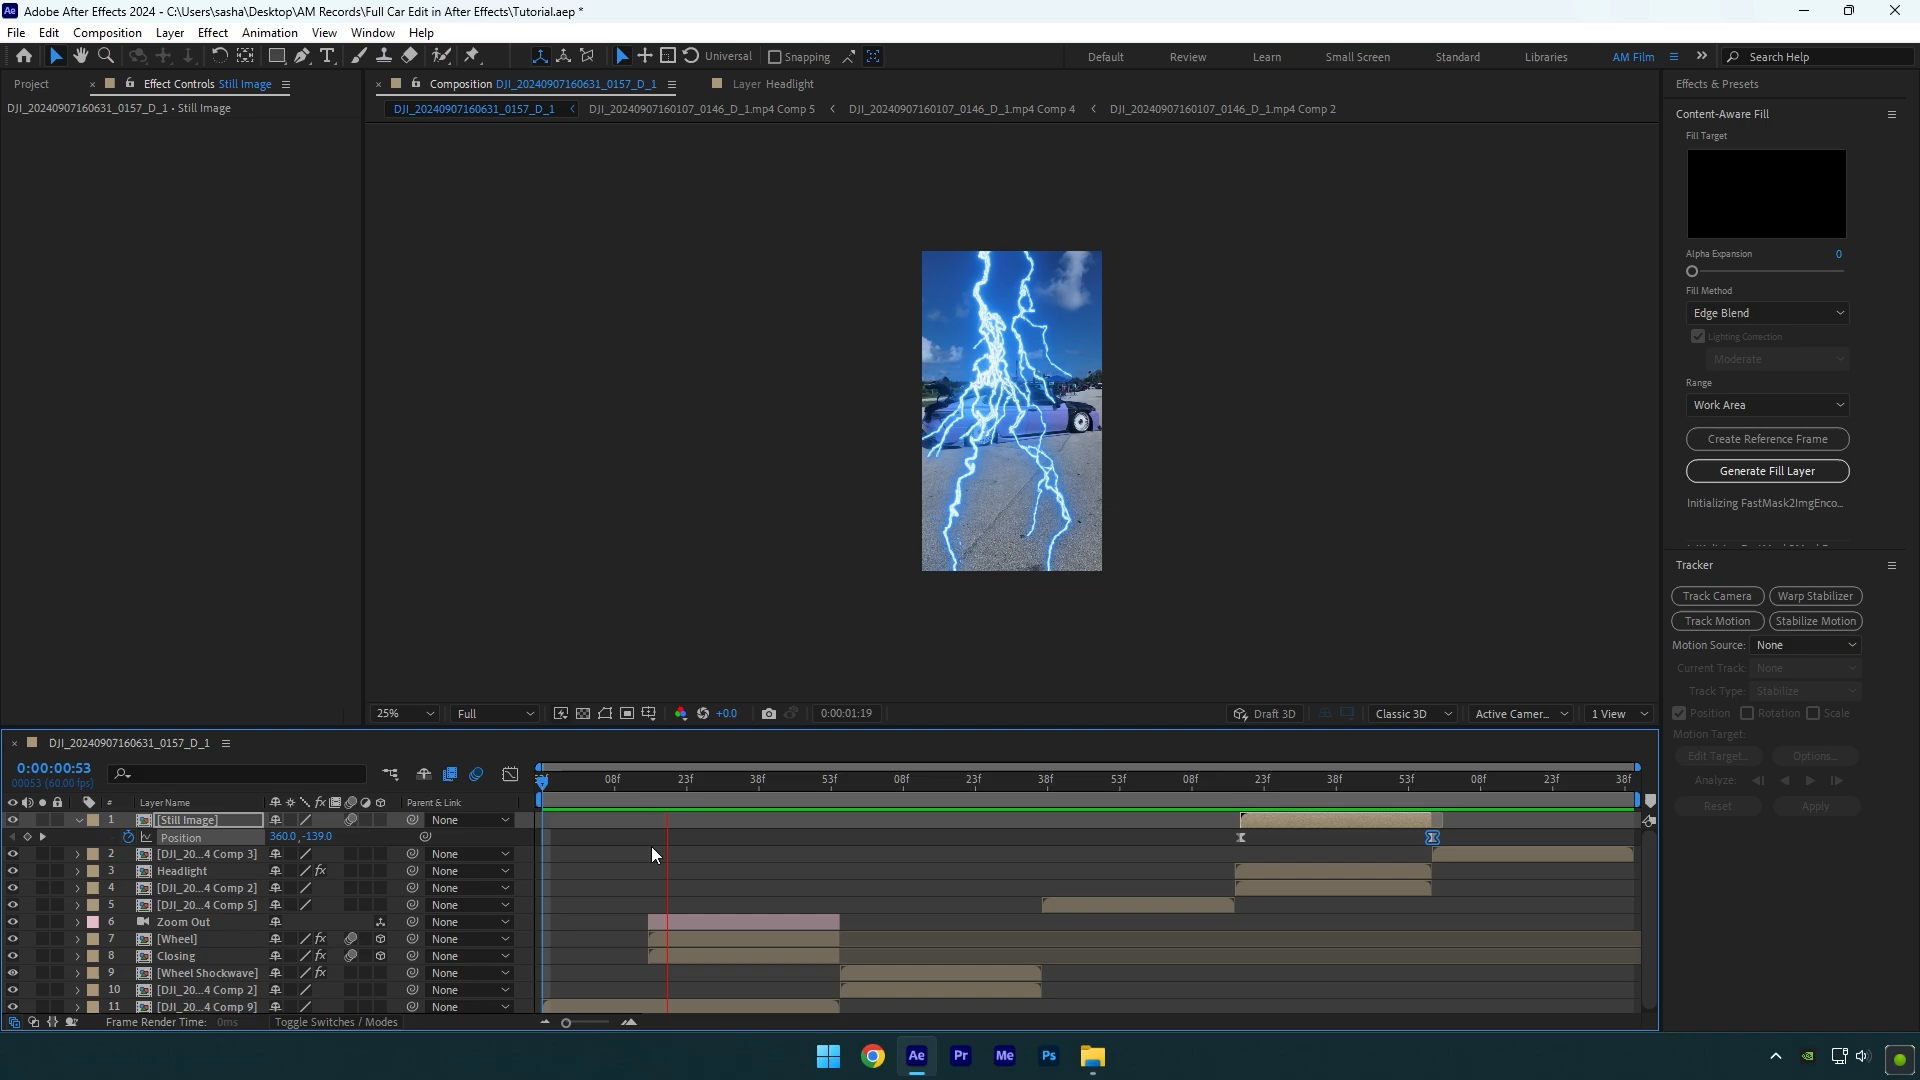 Adobe After Effects 2024 - C:\Users\sasha\Desktop\AM Records\Full Car Edit in After Effects\Tutorial.aep *
File Edit Composition Layer Effect Animation View Window Help
Universal Snapping Default Review Learn Small Screen Standard Libraries AM Film Search Help
Project Effect Controls Still Image Composition DJI_20240907160631_0157_D_1 Layer Headlight Effects & Presets
DJI_20240907160631_0157_D_1 • Still Image
DJI_20240907160631_0157_D_1 DJI_20240907160107_0146_D_1.mp4 Comp 5 DJI_20240907160107_0146_D_1.mp4 Comp 4 DJI_20240907160107_0146_D_1.mp4 Comp 2
Content-Aware Fill
Fill Target
Alpha Expansion 0
Fill Method
Edge Blend
Lighting Correction
Moderate
Range
Work Area
Create Reference Frame
Generate Fill Layer
Initializing FastMask2ImgEnco...
Tracker
Track Camera Warp Stabilizer
Track Motion Stabilize Motion
Motion Source: None
Current Track: None
Track Type: Stabilize
Position Rotation Scale
Motion Target:
Edit Target... Options...
Analyze:
Reset Apply
25% Full +0.0 0:00:01:19 Draft 3D Classic 3D Active Camer... 1 View
DJI_20240907160631_0157_D_1
0:00:00:53
00053 (60.00 fps)
08f 23f 38f 53f 08f 23f 38f 53f 08f 23f 38f 53f 08f 23f 38f
# Layer Name Parent & Link
1 [Still Image] None
Position 360.0, -139.0
2 [DJI_20...4 Comp 3] None
3 Headlight None
4 [DJI_20...4 Comp 2] None
5 [DJI_20...4 Comp 5] None
6 Zoom Out None
7 [Wheel] None
8 Closing None
9 [Wheel Shockwave] None
10 [DJI_20...4 Comp 2] None
11 [DJI_20...4 Comp 9] None
Frame Render Time: 0ms Toggle Switches / Modes
Ae Pr Me Ps